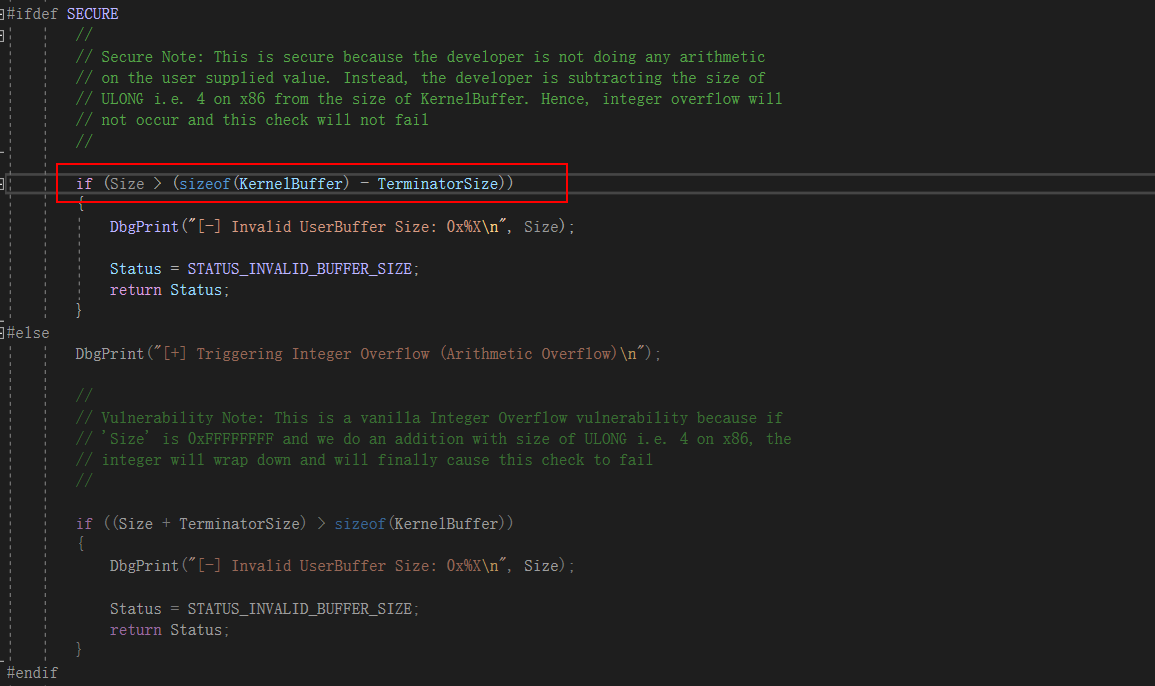 #ifdef SECURE
//
// Secure Note: This is secure because the developer is not doing any arithmetic
// on the user supplied value. Instead, the developer is subtracting the size of
// ULONG i.e. 4 on x86 from the size of KernelBuffer. Hence, integer overflow will
// not occur and this check will not fail
//
if (Size > (sizeof(KernelBuffer) - TerminatorSize))
{
DbgPrint("[-] Invalid UserBuffer Size: 0x%X\n", Size);
Status = STATUS_INVALID_BUFFER_SIZE;
return Status;
}
#else
DbgPrint("[+] Triggering Integer Overflow (Arithmetic Overflow)\n");
//
// Vulnerability Note: This is a vanilla Integer Overflow vulnerability because if
// 'Size' is 0xFFFFFFFF and we do an addition with size of ULONG i.e. 4 on x86, the
// integer will wrap down and will finally cause this check to fail
//
if ((Size + TerminatorSize) > sizeof(KernelBuffer))
{
DbgPrint("[-] Invalid UserBuffer Size: 0x%X\n", Size);
Status = STATUS_INVALID_BUFFER_SIZE;
return Status;
}
#endif